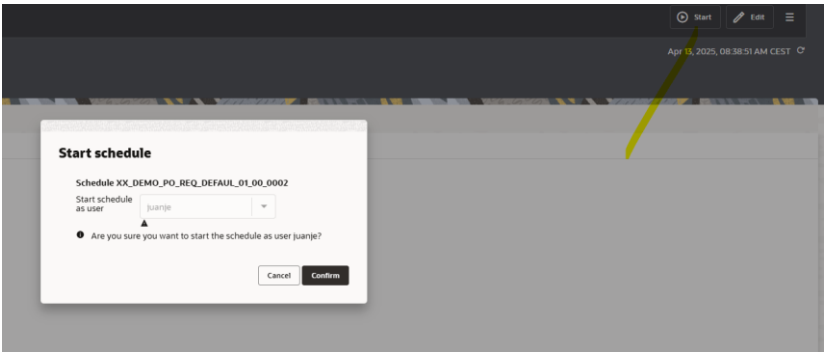 Start Edit
Apr 13, 2025, 08:38:51 AM CEST
Start schedule
Schedule XX_DEMO_PO_REQ_DEFAUL_01_00_0002
Start schedule
as user
juanje
Are you sure you want to start the schedule as user juanje?
Cancel Confirm